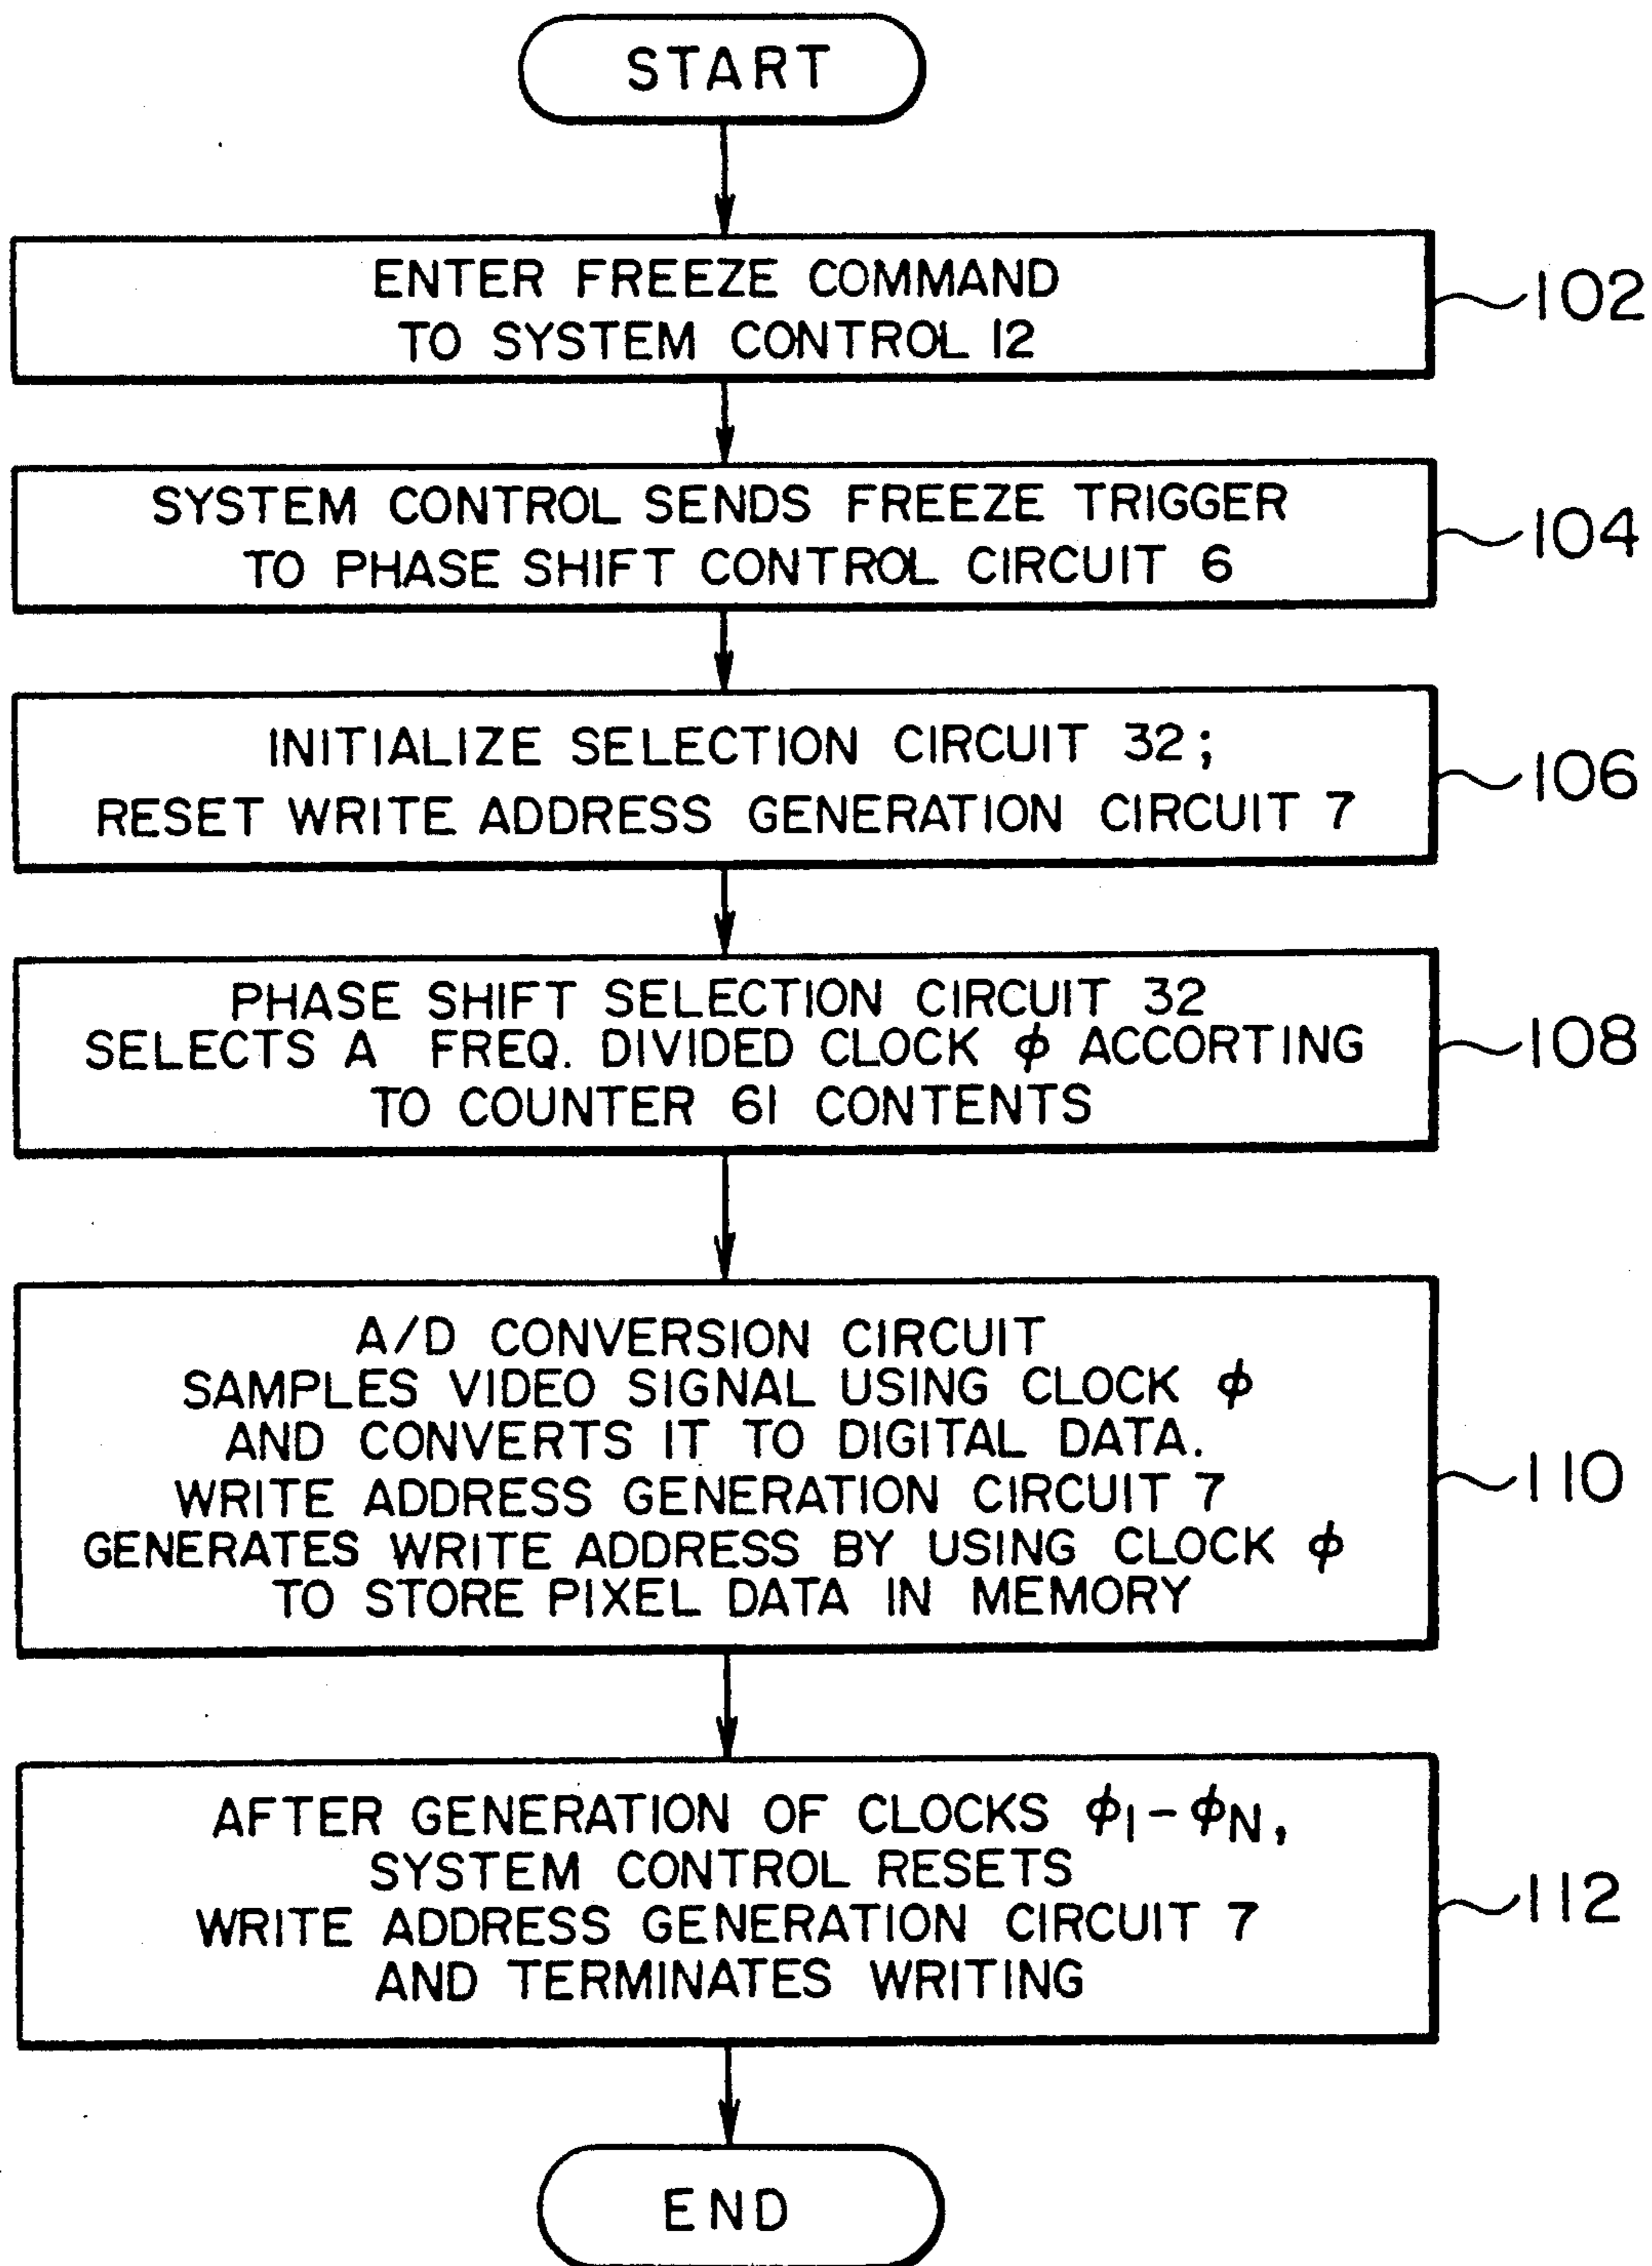 START
ENTER FREEZE COMMAND
TO SYSTEM CONTROL 12
102
SYSTEM CONTROL SENDS FREEZE TRIGGER
TO PHASE SHIFT CONTROL CIRCUIT 6
104
INITIALIZE SELECTION CIRCUIT 32;
RESET WRITE ADDRESS GENERATION CIRCUIT 7
106
PHASE SHIFT SELECTION CIRCUIT 32
SELECTS A FREQ. DIVIDED CLOCK ϕ ACCORTING
TO COUNTER 61 CONTENTS
108
A/D CONVERSION CIRCUIT
SAMPLES VIDEO SIGNAL USING CLOCK ϕ
AND CONVERTS IT TO DIGITAL DATA.
WRITE ADDRESS GENERATION CIRCUIT 7
GENERATES WRITE ADDRESS BY USING CLOCK ϕ
TO STORE PIXEL DATA IN MEMORY
110
AFTER GENERATION OF CLOCKS ϕ1-ϕN,
SYSTEM CONTROL RESETS
WRITE ADDRESS GENERATION CIRCUIT 7
AND TERMINATES WRITING
112
END